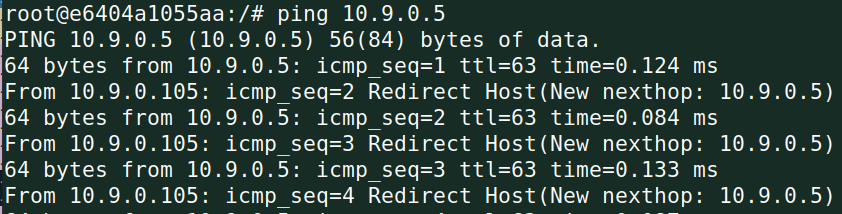 root@e6404a1055aa:/# ping 10.9.0.5
PING 10.9.0.5 (10.9.0.5) 56(84) bytes of data.
64 bytes from 10.9.0.5: icmp_seq=1 ttl=63 time=0.124 ms
From 10.9.0.105: icmp_seq=2 Redirect Host(New nexthop: 10.9.0.5)
64 bytes from 10.9.0.5: icmp_seq=2 ttl=63 time=0.084 ms
From 10.9.0.105: icmp_seq=3 Redirect Host(New nexthop: 10.9.0.5)
64 bytes from 10.9.0.5: icmp_seq=3 ttl=63 time=0.133 ms
From 10.9.0.105: icmp_seq=4 Redirect Host(New nexthop: 10.9.0.5)